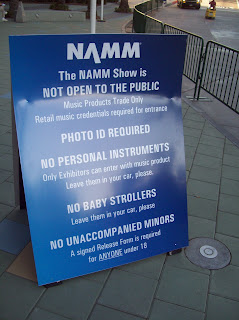 NAMM
The NAMM Show is
NOT OPEN TO THE PUBLIC
Music Products Trade Only
Retail music credentials required for entrance
PHOTO ID REQUIRED
NO PERSONAL INSTRUMENTS
Only Exhibitors can enter with music product
Leave them in your car, please.
NO BABY STROLLERS
Leave them in your car, please
NO UNACCOMPANIED MINORS
A signed Release Form is required
for ANYONE under 18